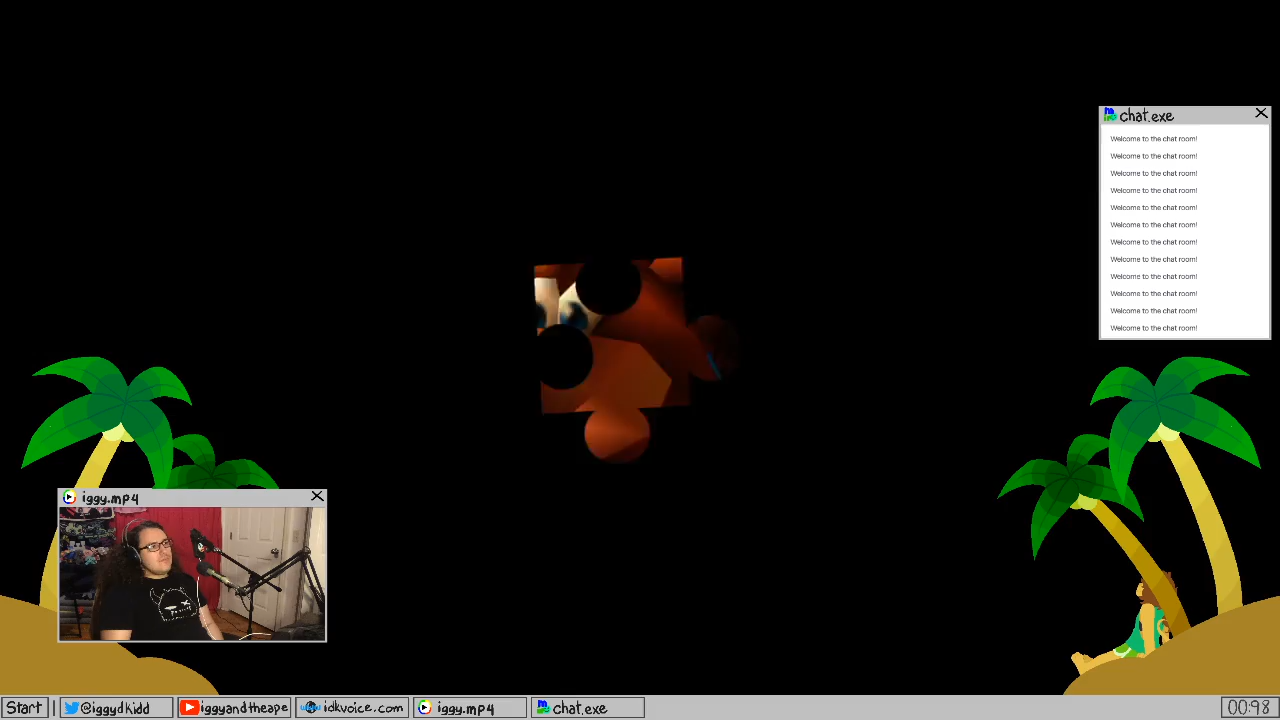 chat.exe
Welcome to the chat room!
Welcome to the chat room!
Welcome to the chat room!
Welcome to the chat room!
Welcome to the chat room!
Welcome to the chat room!
Welcome to the chat room!
Welcome to the chat room!
Welcome to the chat room!
Welcome to the chat room!
Welcome to the chat room!
Welcome to the chat room!
iggy.mp4
Start | @iggydkidd iggyandtheape www idkvoice.com iggy.mp4 chat.exe 00:98